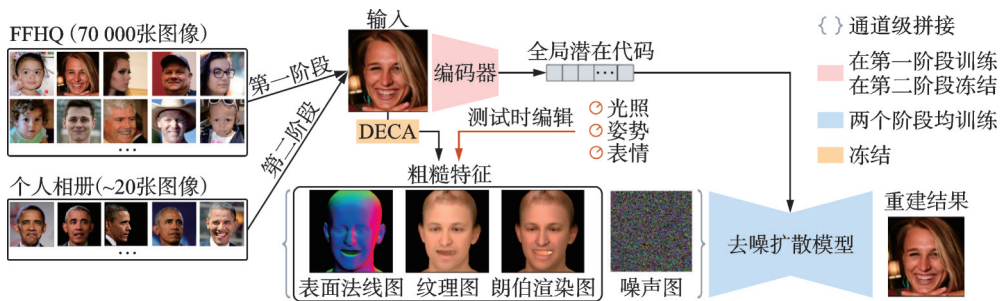 FFHQ (70 000张图像)
…
个人相册(~20张图像)
…
第一阶段
第二阶段
输入
编码器
全局潜在代码
…
DECA
测试时编辑
光照
姿势
表情
粗糙特征
表面法线图
纹理图
朗伯渲染图
噪声图
去噪扩散模型
重建结果
{ } 通道级拼接
在第一阶段训练
在第二阶段冻结
两个阶段均训练
冻结